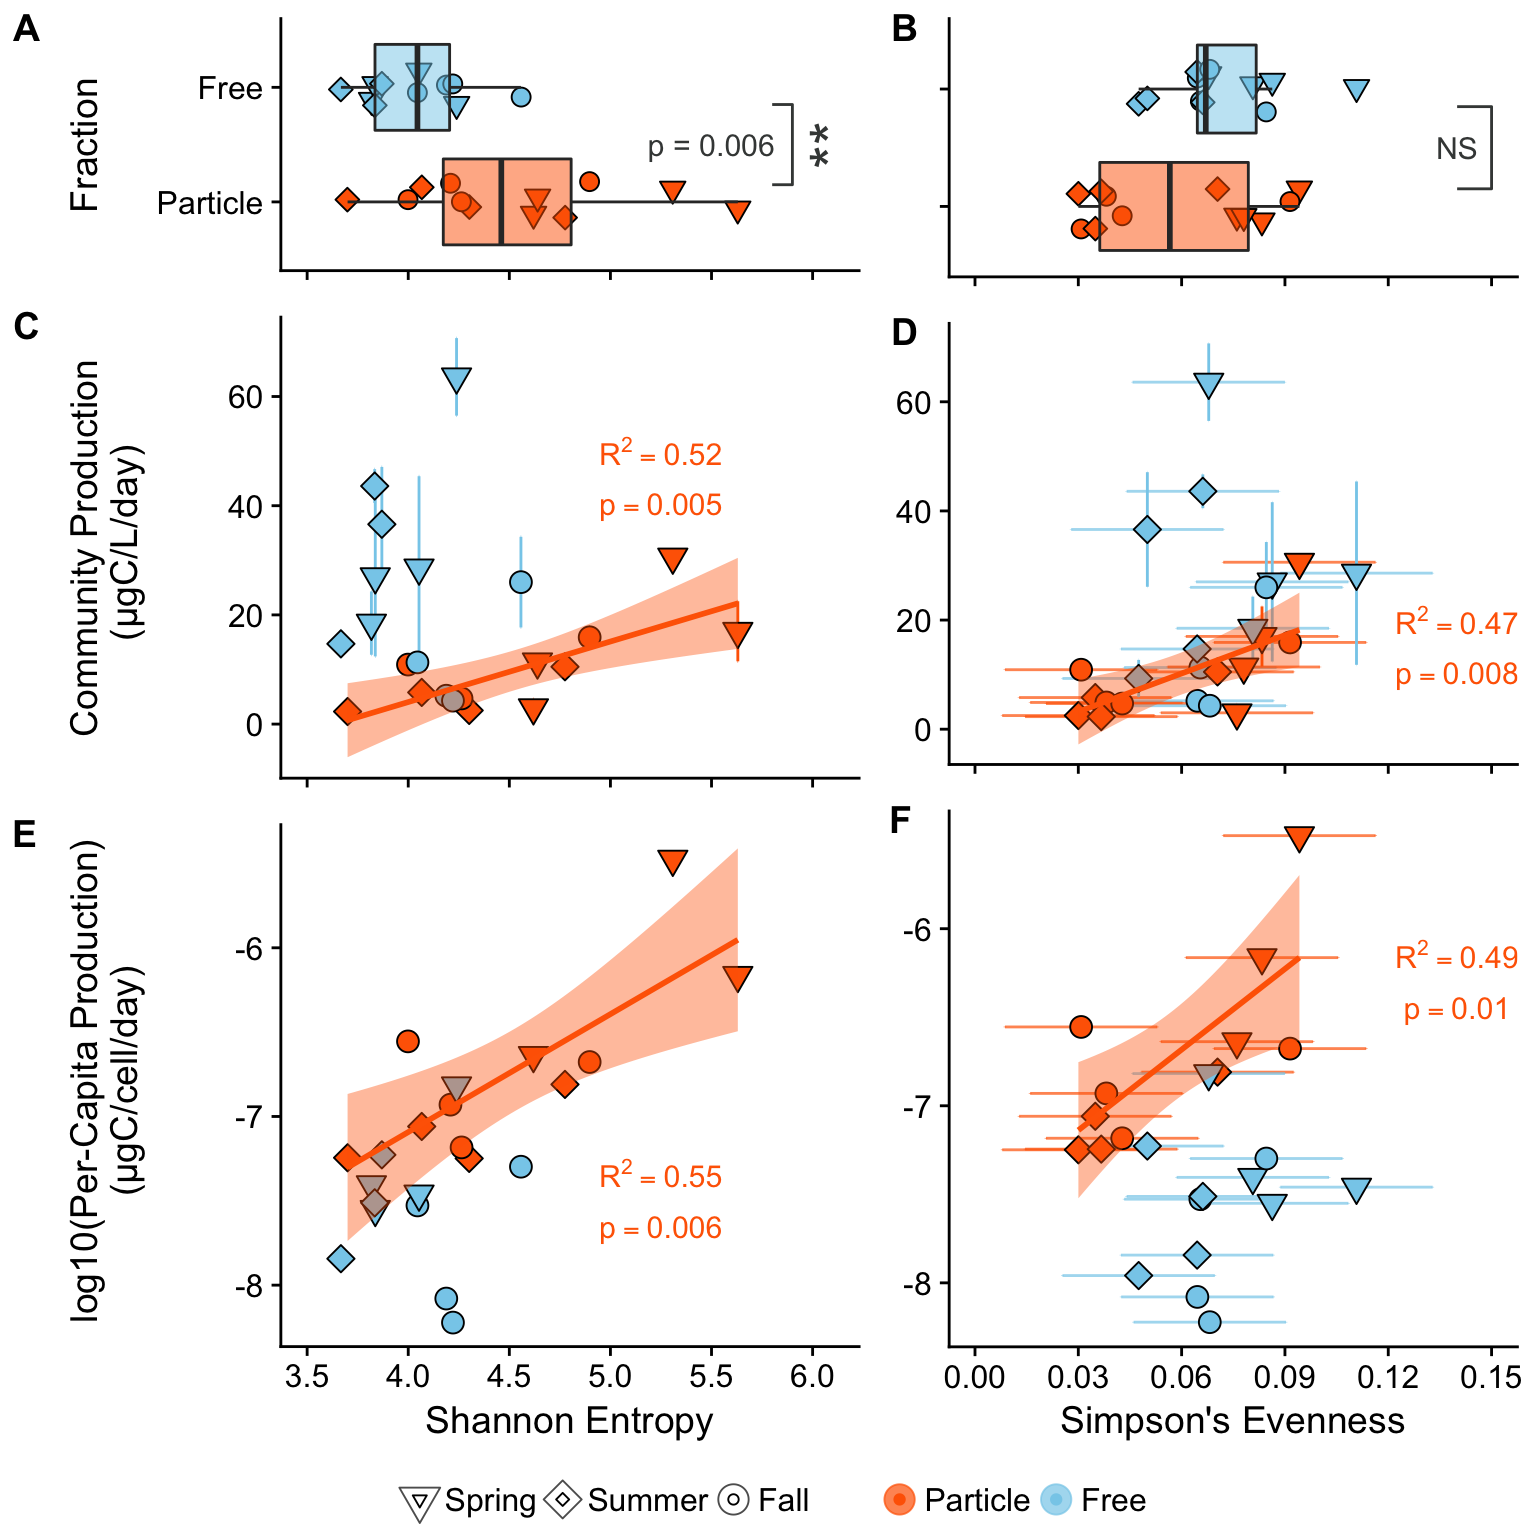 A
B
Fraction
Free
Particle
p = 0.006
**
NS
C
D
Community Production
(µgC/L/day)
60
40
20
0
R² = 0.52
p = 0.005
60
40
20
0
R² = 0.47
p = 0.008
E
F
log10(Per-Capita Production)
(µgC/cell/day)
-6
-7
-8
R² = 0.55
p = 0.006
-6
-7
-8
R² = 0.49
p = 0.01
3.5 4.0 4.5 5.0 5.5 6.0
0.00 0.03 0.06 0.09 0.12 0.15
Shannon Entropy
Simpson's Evenness
Spring Summer Fall Particle Free